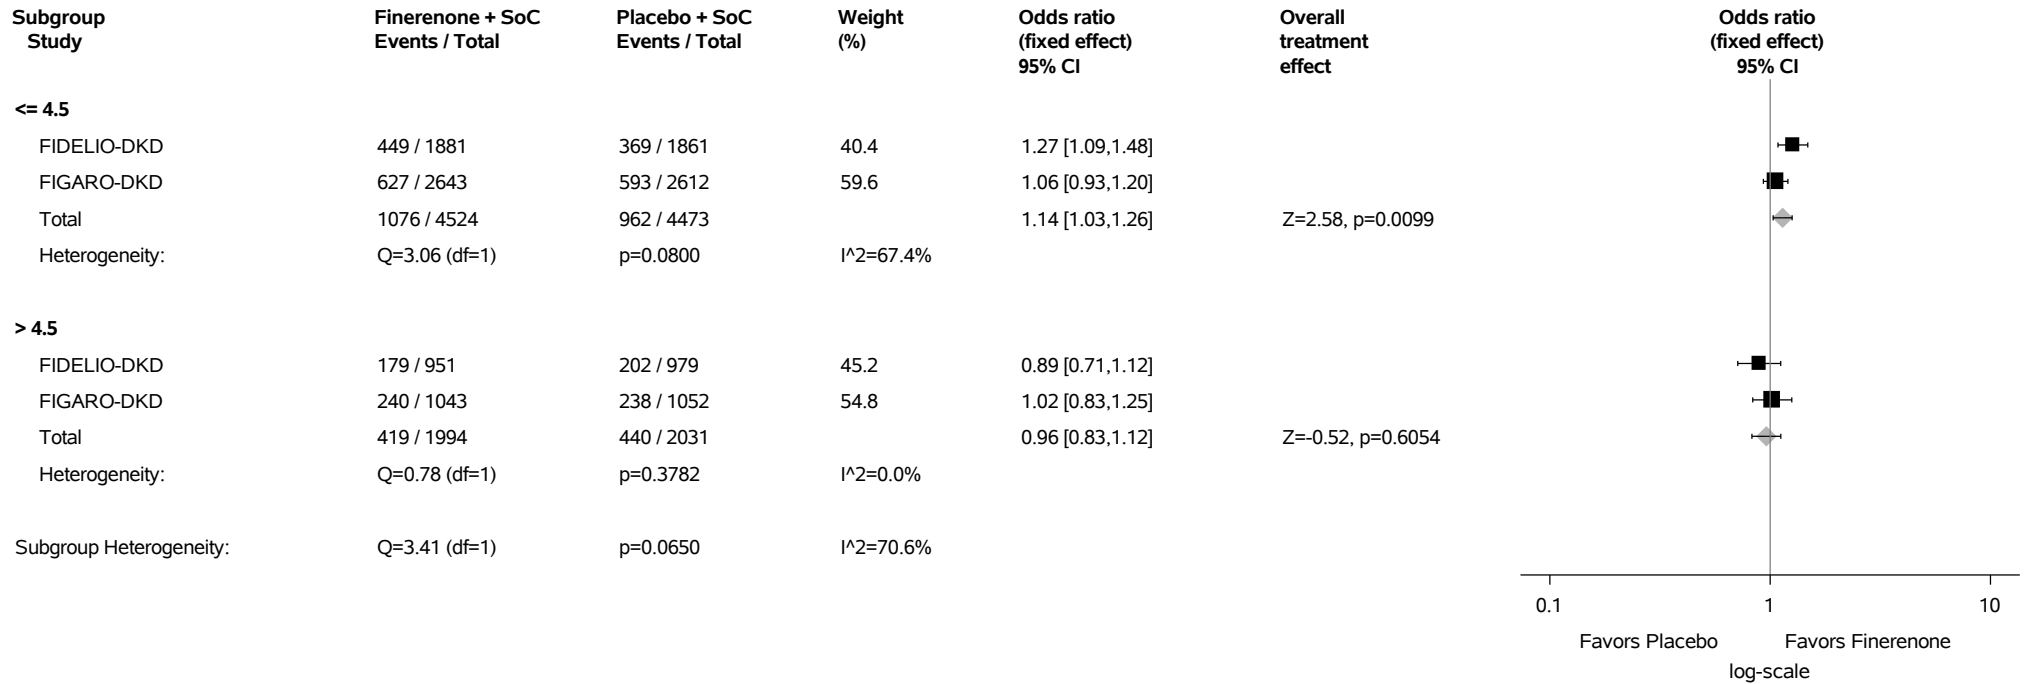 Subgroup Finerenone + SoC Placebo + SoC Weight Odds ratio Overall Odds ratio
Study Events / Total Events / Total (%) (fixed effect) treatment (fixed effect)
95% CI effect 95% CI
<= 4.5
FIDELIO-DKD 449 / 1881 369 / 1861 40.4 1.27 [1.09,1.48]
FIGARO-DKD 627 / 2643 593 / 2612 59.6 1.06 [0.93,1.20]
Total 1076 / 4524 962 / 4473 1.14 [1.03,1.26] Z=2.58, p=0.0099
Heterogeneity: Q=3.06 (df=1) p=0.0800 I^2=67.4%
> 4.5
FIDELIO-DKD 179 / 951 202 / 979 45.2 0.89 [0.71,1.12]
FIGARO-DKD 240 / 1043 238 / 1052 54.8 1.02 [0.83,1.25]
Total 419 / 1994 440 / 2031 0.96 [0.83,1.12] Z=-0.52, p=0.6054
Heterogeneity: Q=0.78 (df=1) p=0.3782 I^2=0.0%
Subgroup Heterogeneity: Q=3.41 (df=1) p=0.0650 I^2=70.6%
0.1 1 10
Favors Placebo Favors Finerenone
log-scale